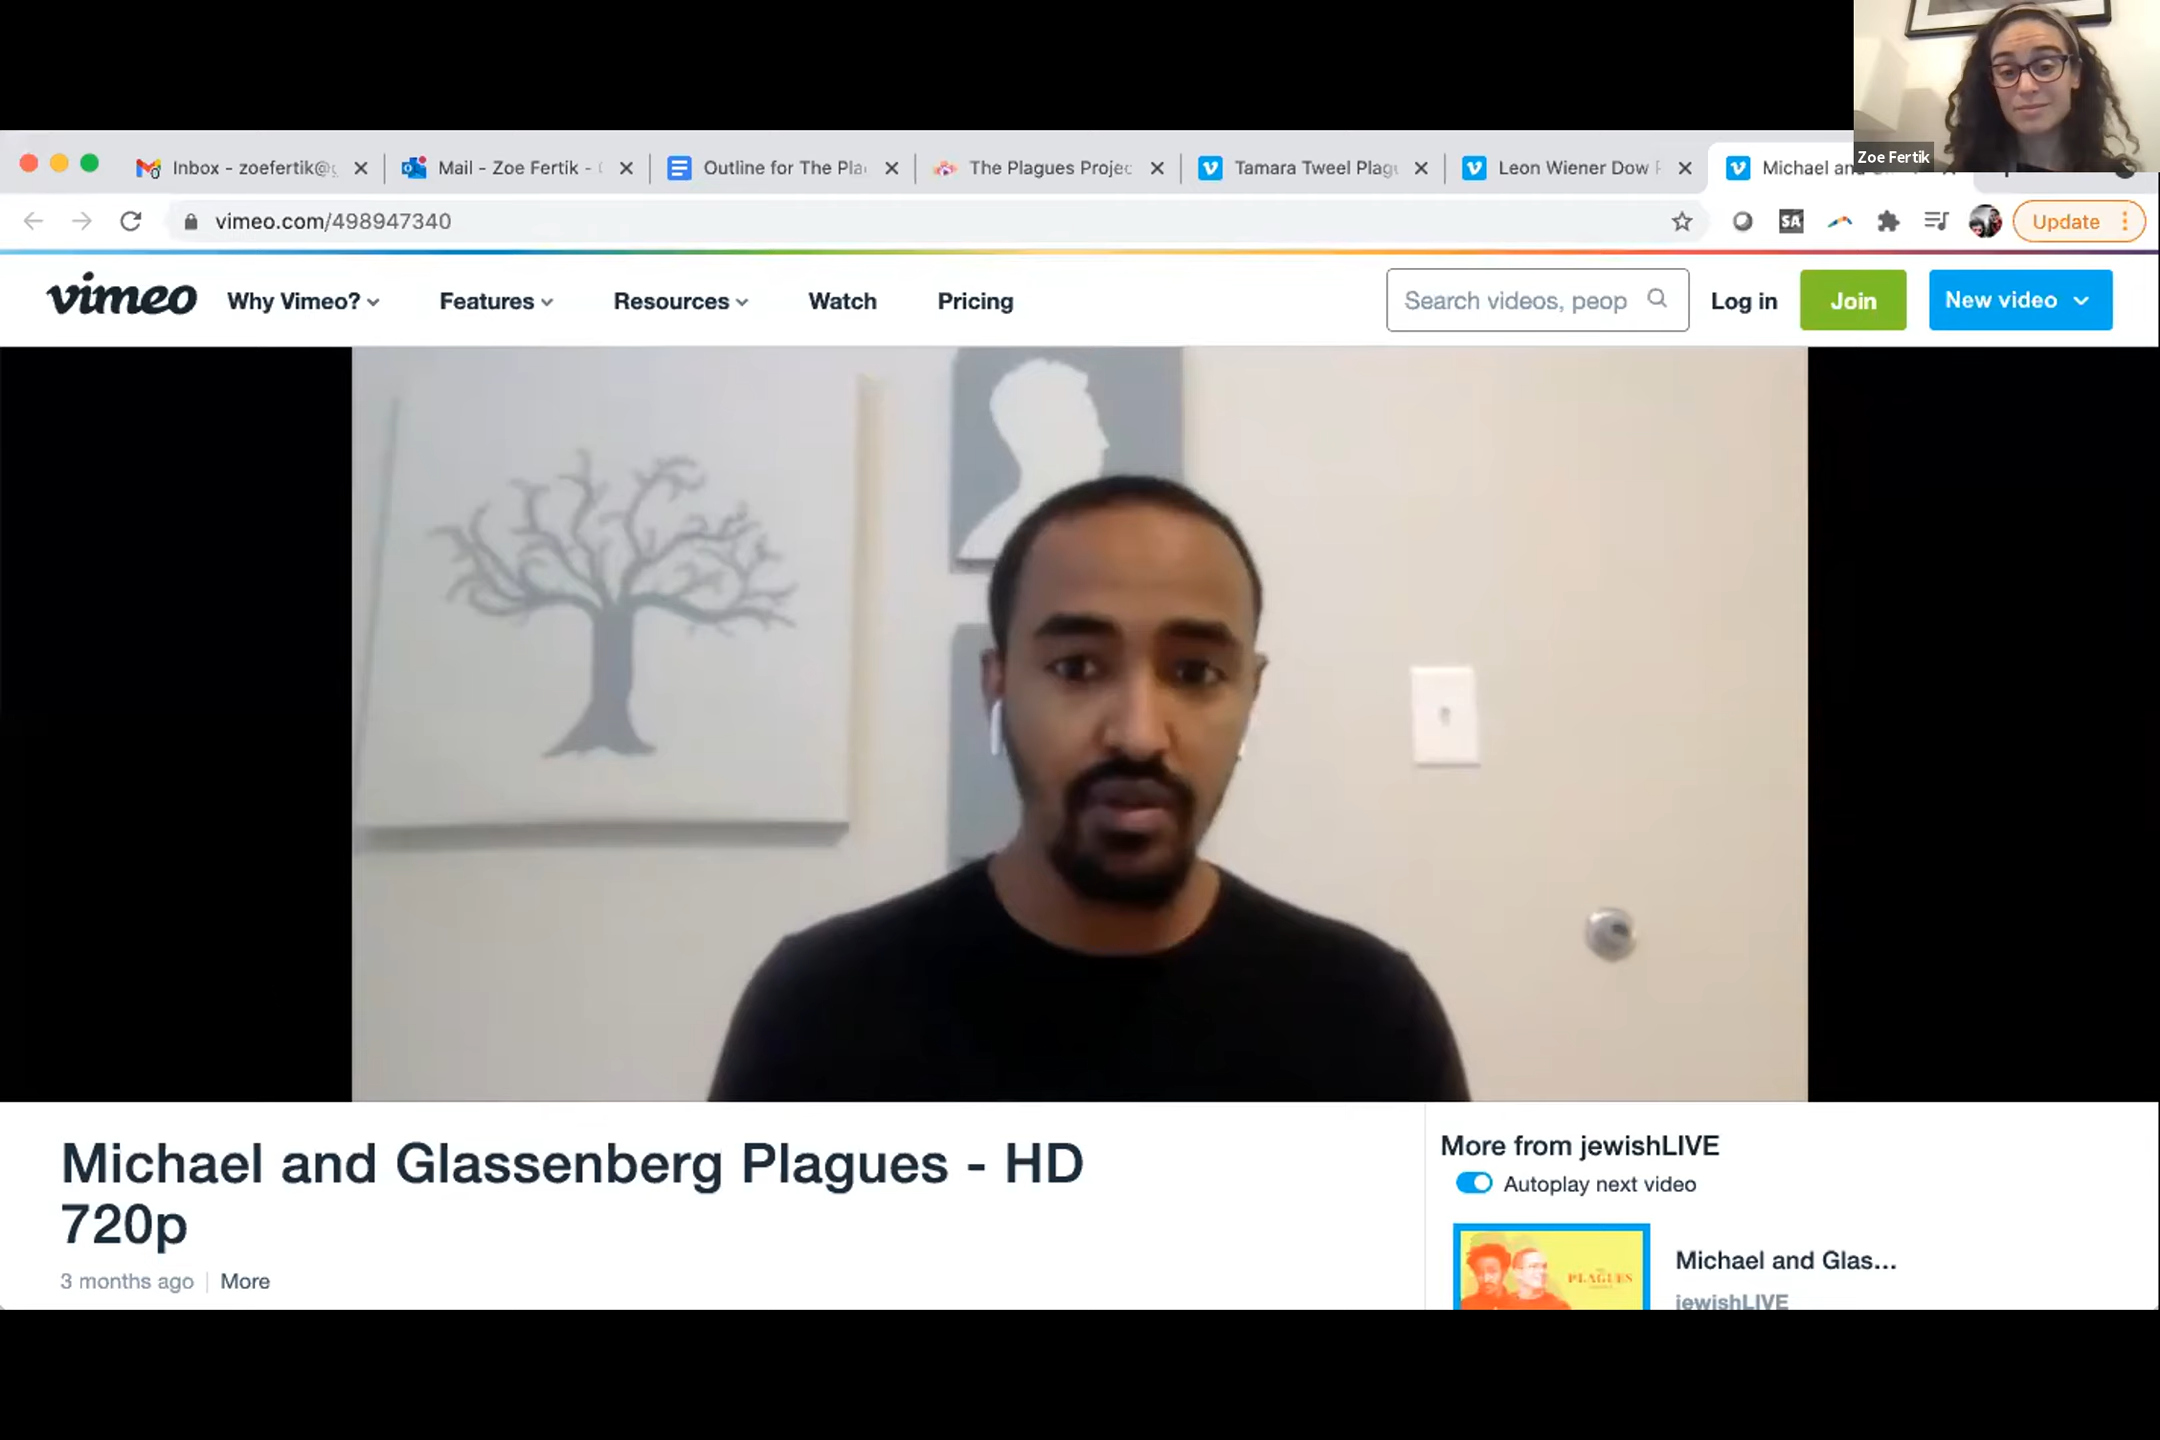 Zoe Fertik
Inbox - zoefertik@
Mail - Zoe Fertik -
Outline for The Pla
The Plagues Projec
Tamara Tweel Plag
Leon Wiener Dow
Michael an
vimeo.com/498947340
SA
Update
vimeo
Why Vimeo?
Features
Resources
Watch
Pricing
Search videos, peop
Log in
Join
New video
Michael and Glassenberg Plagues - HD
720p
3 months ago
More
More from jewishLIVE
Autoplay next video
PLAGUES
Michael and Glas...
jewishLIVE